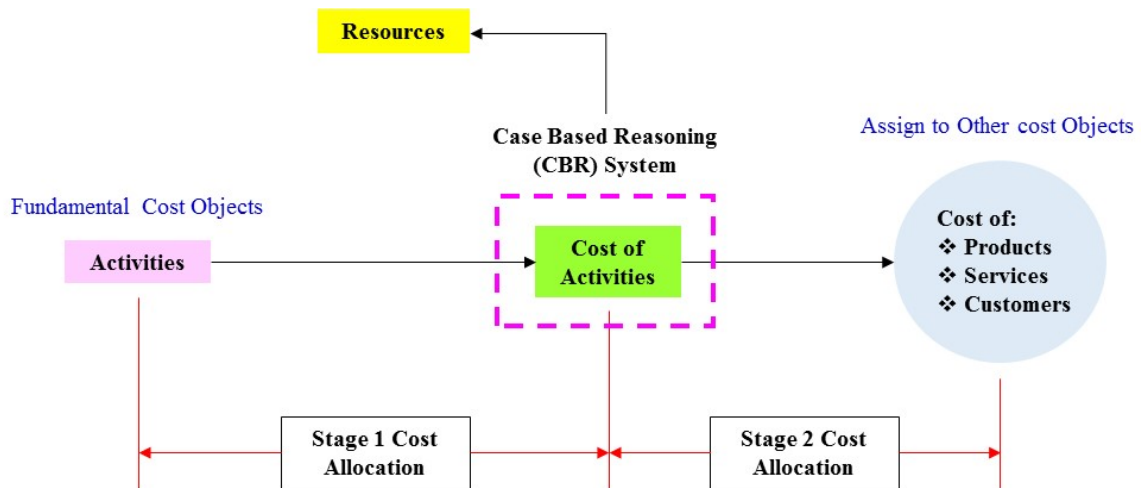 Resources
Case Based Reasoning
(CBR) System
Assign to Other cost Objects
Fundamental Cost Objects
Activities
Cost of
Activities
Cost of:
❖ Products
❖ Services
❖ Customers
Stage 1 Cost
Allocation
Stage 2 Cost
Allocation